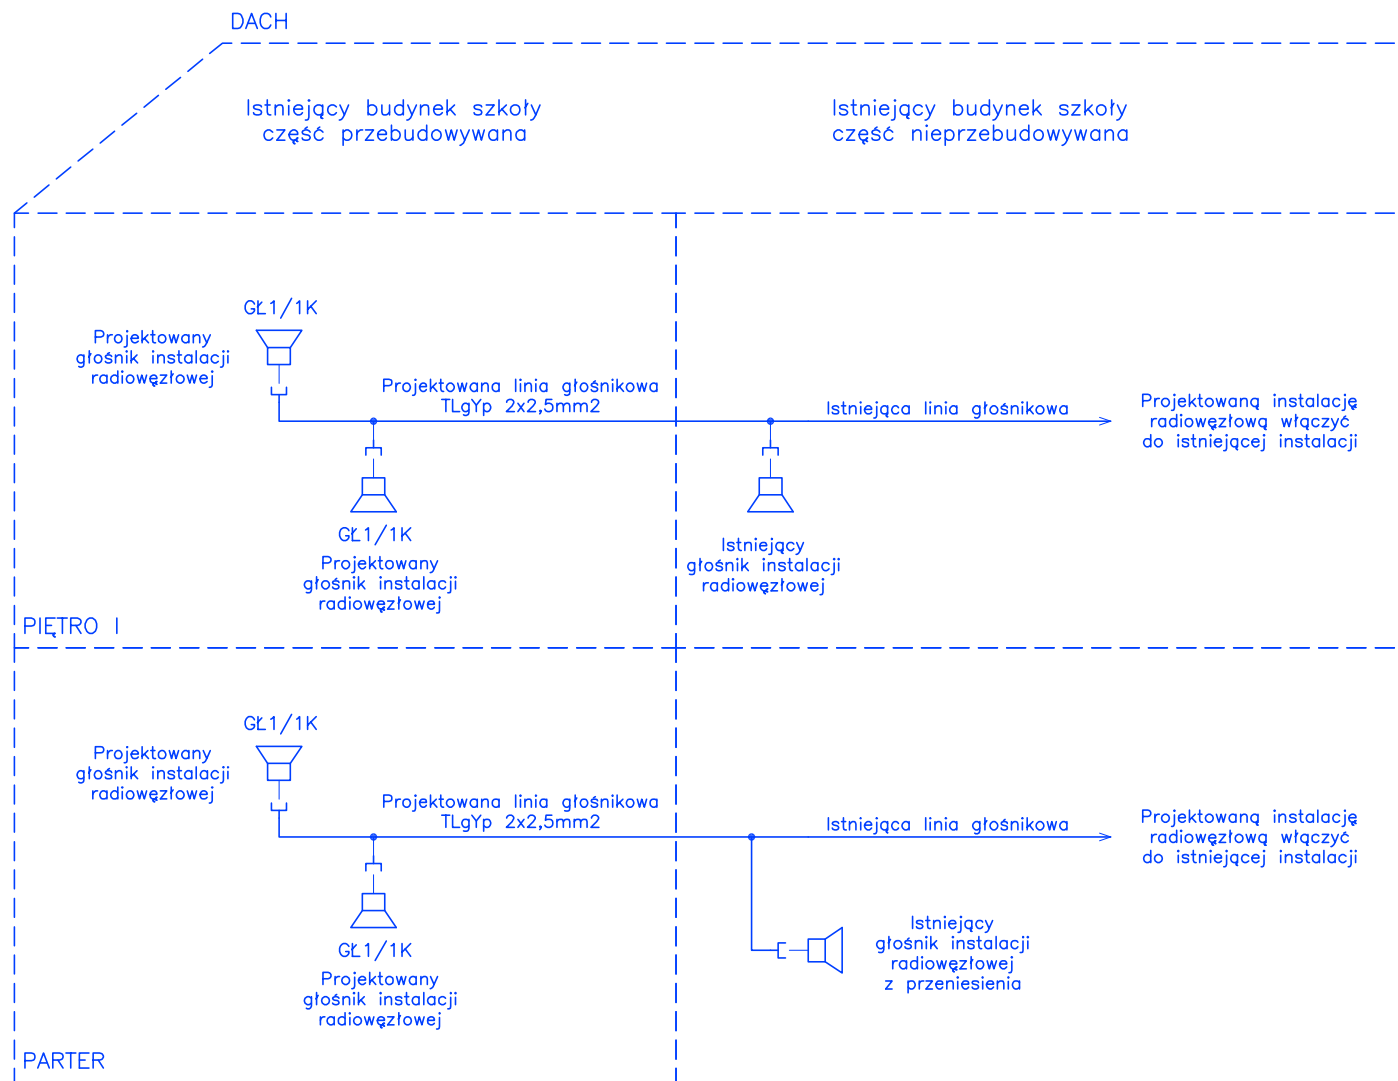 DACH
Istniejący budynek szkoły
część przebudowywana
Istniejący budynek szkoły
część nieprzebudowywana
GŁ1/1K
Projektowany
głośnik instalacji
radiowęzłowej
Projektowana linia głośnikowa
TLgYp 2x2,5mm2
Istniejąca linia głośnikowa
Projektowaną instalację
radiowęzłową włączyć
do istniejącej instalacji
GŁ1/1K
Projektowany
głośnik instalacji
radiowęzłowej
Istniejący
głośnik instalacji
radiowęzłowej
PIĘTRO I
GŁ1/1K
Projektowany
głośnik instalacji
radiowęzłowej
Projektowana linia głośnikowa
TLgYp 2x2,5mm2
Istniejąca linia głośnikowa
Projektowaną instalację
radiowęzłową włączyć
do istniejącej instalacji
GŁ1/1K
Projektowany
głośnik instalacji
radiowęzłowej
Istniejący
głośnik instalacji
radiowęzłowej
z przeniesienia
PARTER